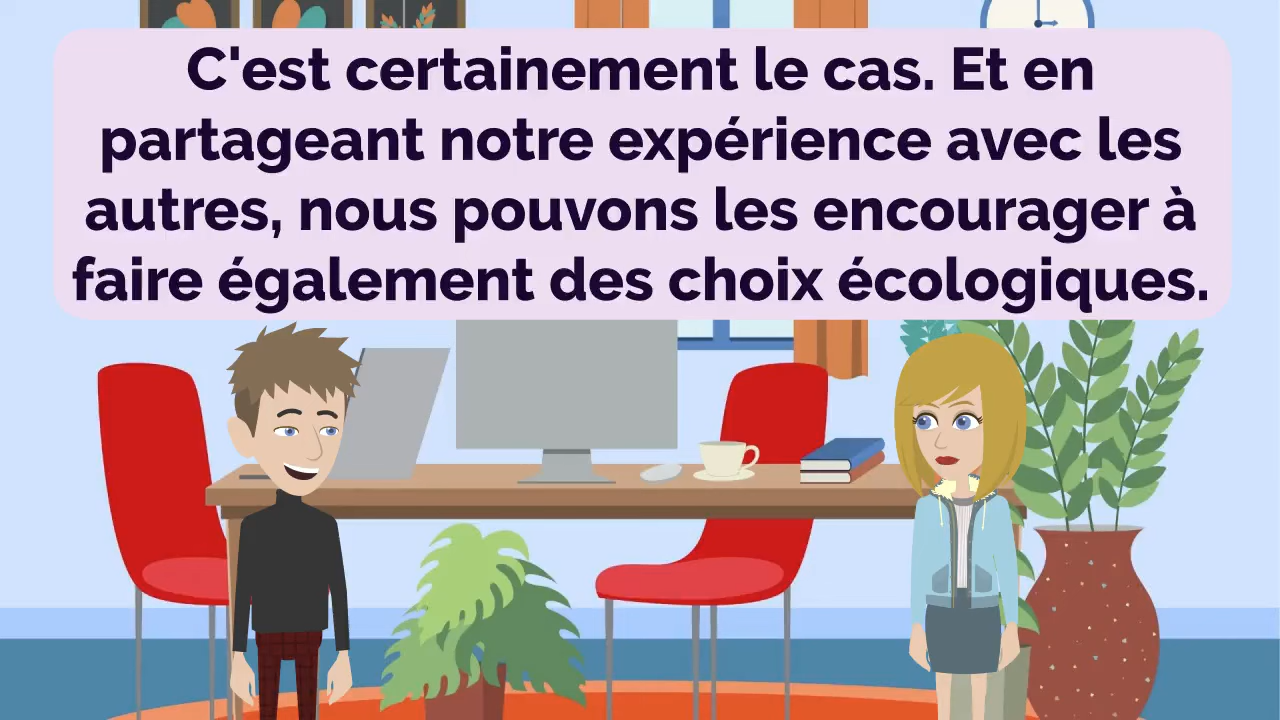 C'est certainement le cas. Et en
partageant notre expérience avec les
autres, nous pouvons les encourager à
faire également des choix écologiques.